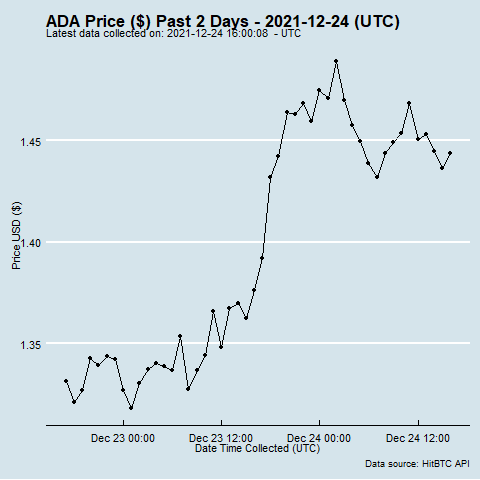 ADA Price ($) Past 2 Days - 2021-12-24 (UTC)
Latest data collected on: 2021-12-24 16:00:08 - UTC
Price USD ($)
1.45
1.40
1.35
Dec 23 00:00 Dec 23 12:00 Dec 24 00:00 Dec 24 12:00
Date Time Collected (UTC)
Data source: HitBTC API